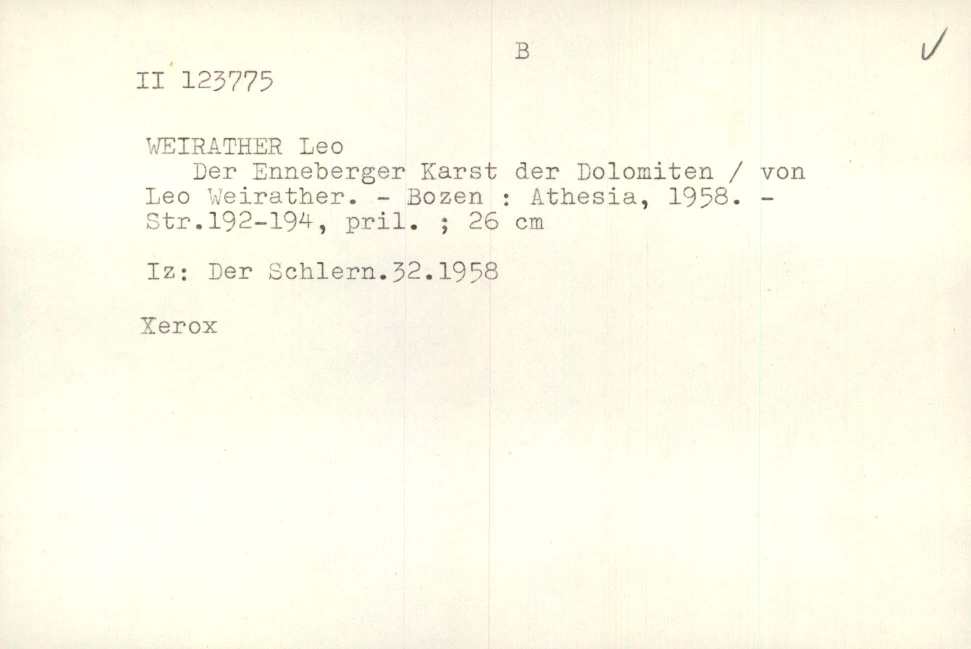 B
II 123775
WEIRATHER Leo
Der Enneberger Karst der Dolomiten / von
Leo Weirather. - Bozen : Athesia, 1958. -
Str.192-194, pril. ; 26 cm
Iz: Der Schlern.32.1958
Xerox